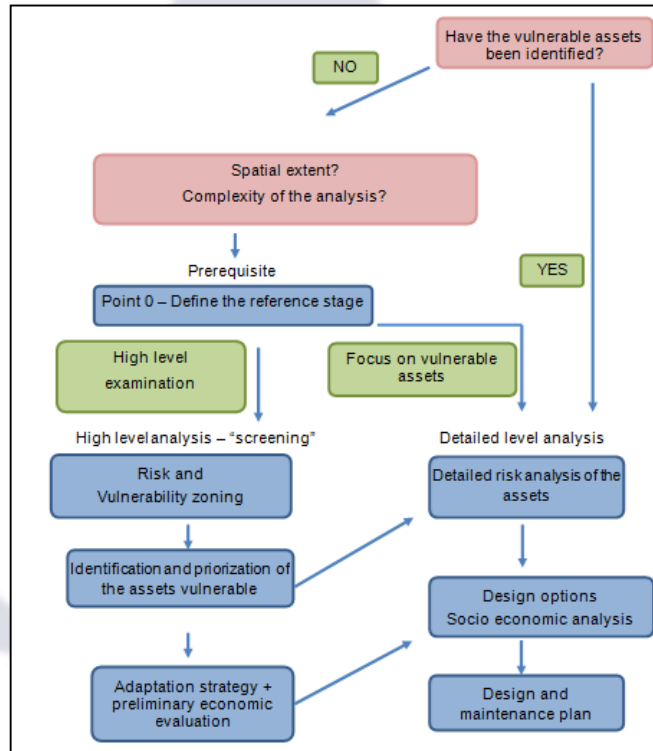 Have the vulnerable assets
been identified?
NO
Spatial extent?
Complexity of the analysis?
YES
Prerequisite
Point 0 – Define the reference stage
High level
examination
Focus on vulnerable
assets
High level analysis – “screening”
Detailed level analysis
Risk and
Vulnerability zoning
Detailed risk analysis of the
assets
Identification and priorization of
the assets vulnerable
Design options
Socio economic analysis
Adaptation strategy +
preliminary economic
evaluation
Design and
maintenance plan